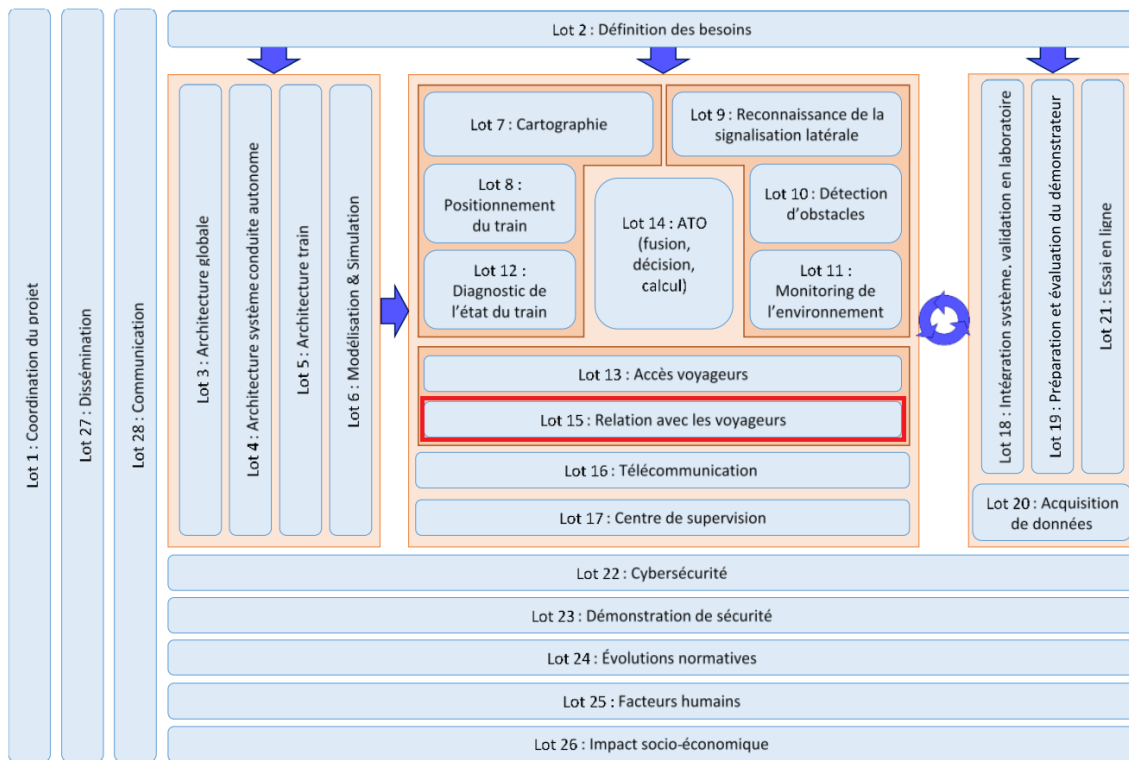 Lot 1 : Coordination du projet
Lot 27 : Dissémination
Lot 28 : Communication
Lot 2 : Définition des besoins
Lot 3 : Architecture globale
Lot 4 : Architecture système conduite autonome
Lot 5 : Architecture train
Lot 6 : Modélisation & Simulation
Lot 7 : Cartographie
Lot 9 : Reconnaissance de la
signalisation latérale
Lot 8 :
Positionnement
du train
Lot 14 : ATO
(fusion,
décision,
calcul)
Lot 10 : Détection
d’obstacles
Lot 12 :
Diagnostic de
l’état du train
Lot 11 :
Monitoring de
l’environnement
Lot 13 : Accès voyageurs
Lot 15 : Relation avec les voyageurs
Lot 16 : Télécommunication
Lot 17 : Centre de supervision
Lot 18 : Intégration système, validation en laboratoire
Lot 19 : Préparation et évaluation du démonstrateur
Lot 21 : Essai en ligne
Lot 20 : Acquisition
de données
Lot 22 : Cybersécurité
Lot 23 : Démonstration de sécurité
Lot 24 : Évolutions normatives
Lot 25 : Facteurs humains
Lot 26 : Impact socio-économique